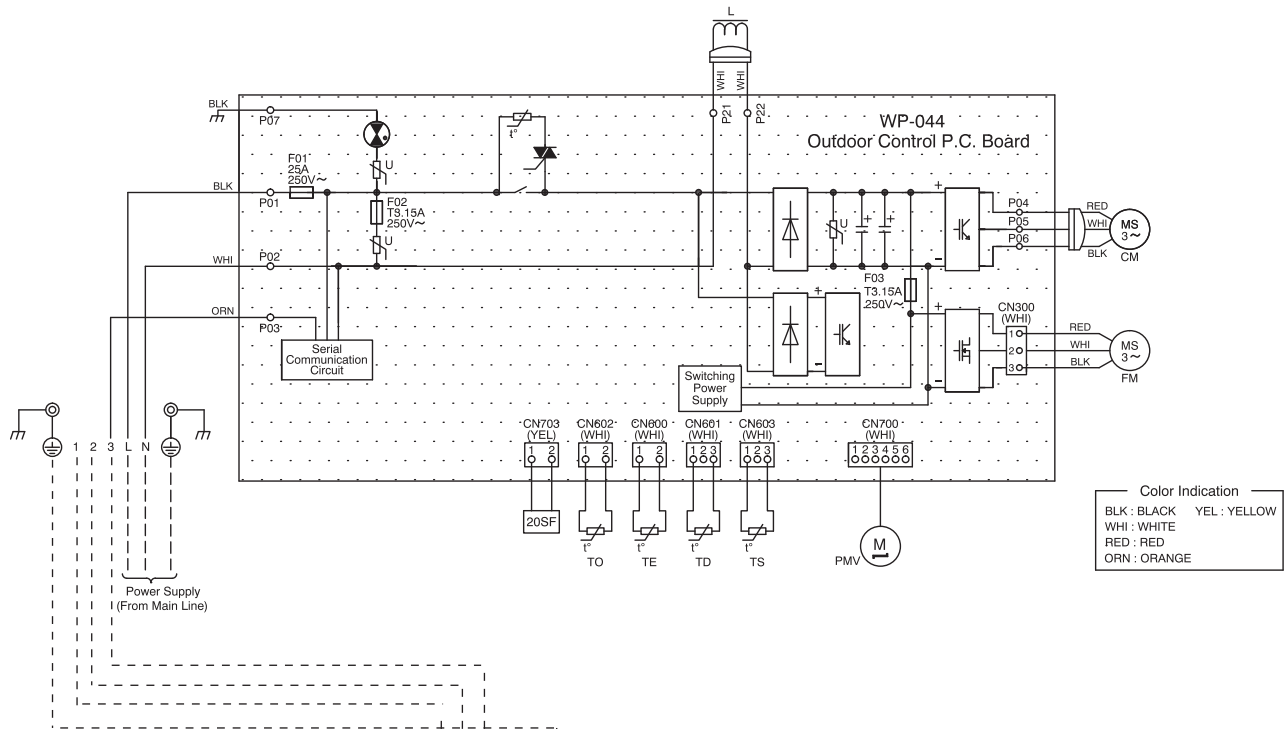 L
WHI WHI
P21 P22
WP-044
Outdoor Control P.C. Board
BLK
P07
t°
U
F01
25A
250V～
BLK
P01
F02
T3.15A
250V～
U
WHI
P02
ORN
P03
Serial
Communication
Circuit
U
+ +
+
-
P04
P05
P06
RED
WHI
BLK
MS
3～
CM
F03
T3.15A
250V～
+
-
+
-
CN300
(WHI)
1
2
3
RED
WHI
BLK
MS
3～
FM
Switching
Power
Supply
CN703
(YEL)
1 2
CN602
(WHI)
1 2
CN600
(WHI)
1 2
CN601
(WHI)
1 2 3
CN603
(WHI)
1 2 3
CN700
(WHI)
1 2 3 4 5 6
1 2 3 L N
20SF
t°
TO
t°
TE
t°
TD
t°
TS
PMV
M
Power Supply
(From Main Line)
Color Indication
BLK : BLACK YEL : YELLOW
WHI : WHITE
RED : RED
ORN : ORANGE